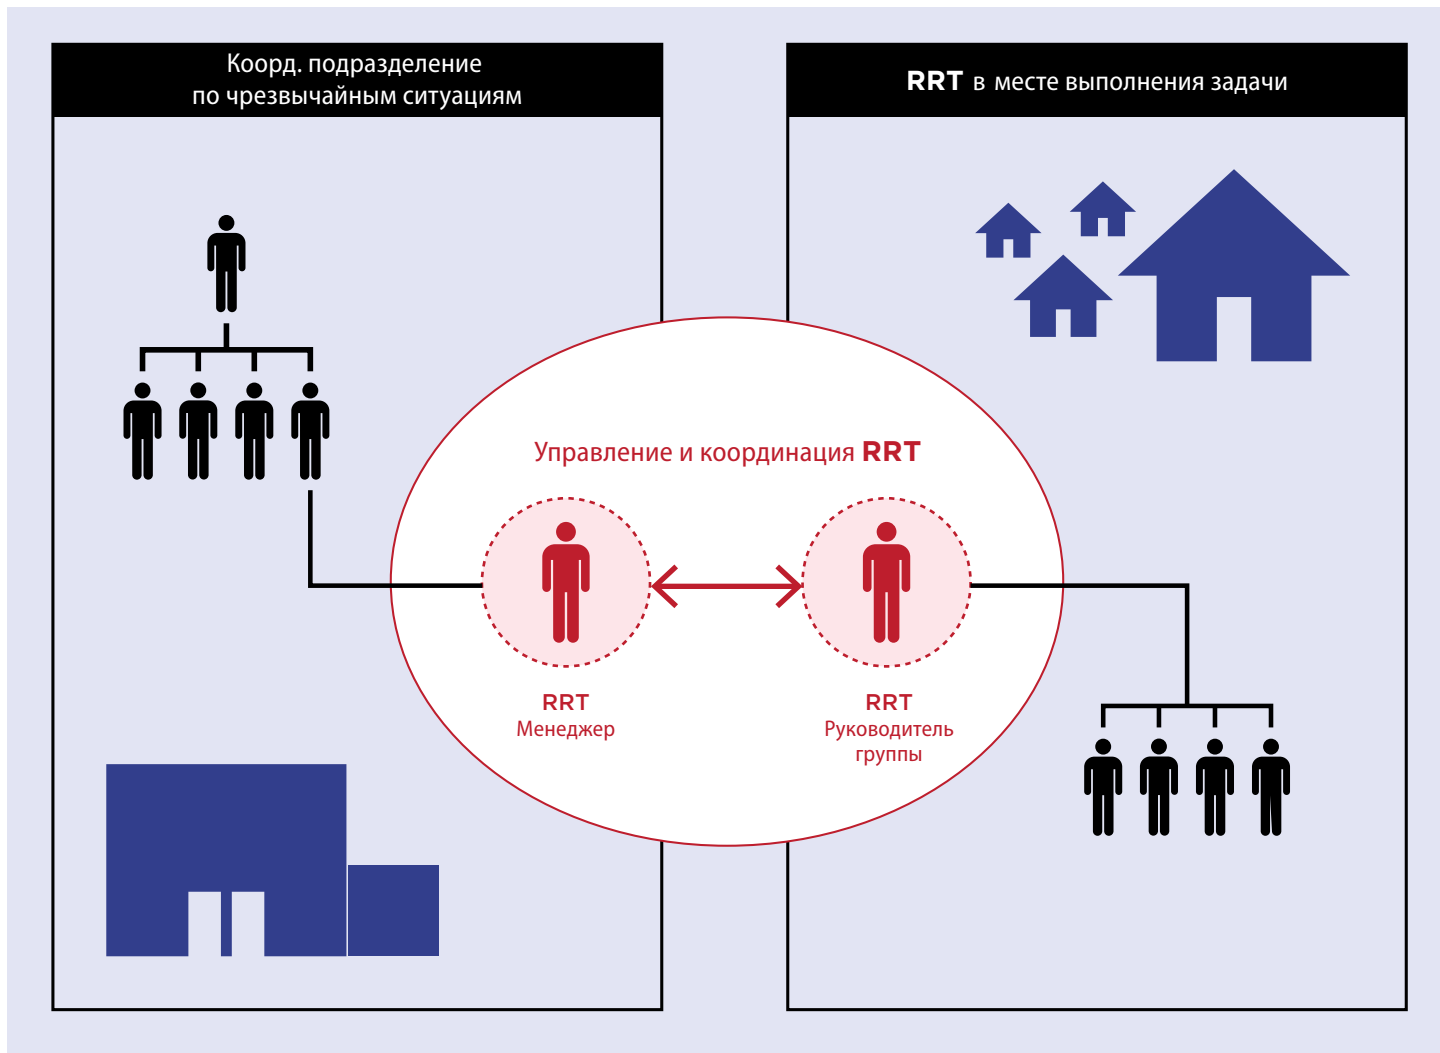 Коорд. подразделение
по чрезвычайным ситуациям
RRT в месте выполнения задачи
Управление и координация RRT
RRT
Менеджер
RRT
Руководитель
группы